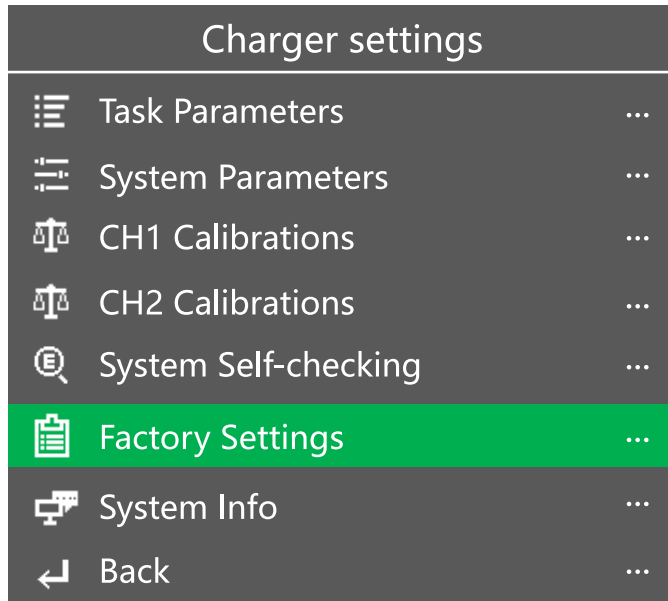 Charger settings
Task Parameters ...
System Parameters ...
CH1 Calibrations ...
CH2 Calibrations ...
System Self-checking ...
Factory Settings ...
System Info ...
Back ...